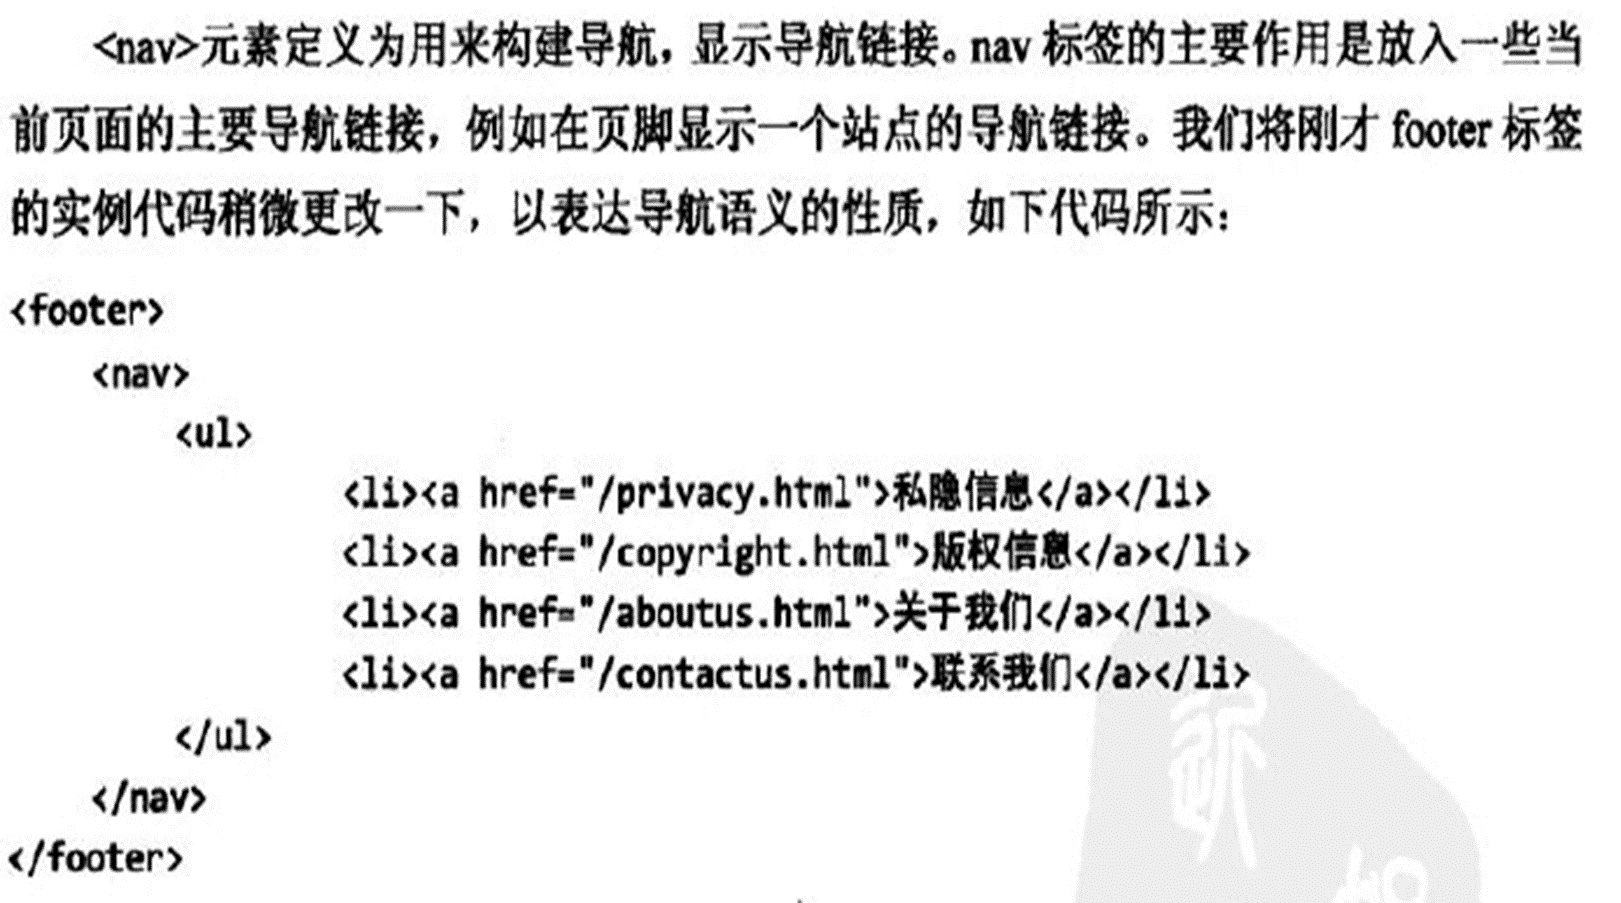 <nav>元素定义为用来构建导航，显示导航链接。nav 标签的主要作用是放入一些当
前页面的主要导航链接，例如在页脚显示一个站点的导航链接。我们将刚才 footer 标签
的实例代码稍微更改一下，以表达导航语义的性质，如下代码所示：
<footer>
<nav>
<ul>
<li><a href="/privacy.html">私隐信息</a></li>
<li><a href="/copyright.html">版权信息</a></li>
<li><a href="/aboutus.html">关于我们</a></li>
<li><a href="/contactus.html">联系我们</a></li>
</ul>
</nav>
</footer>